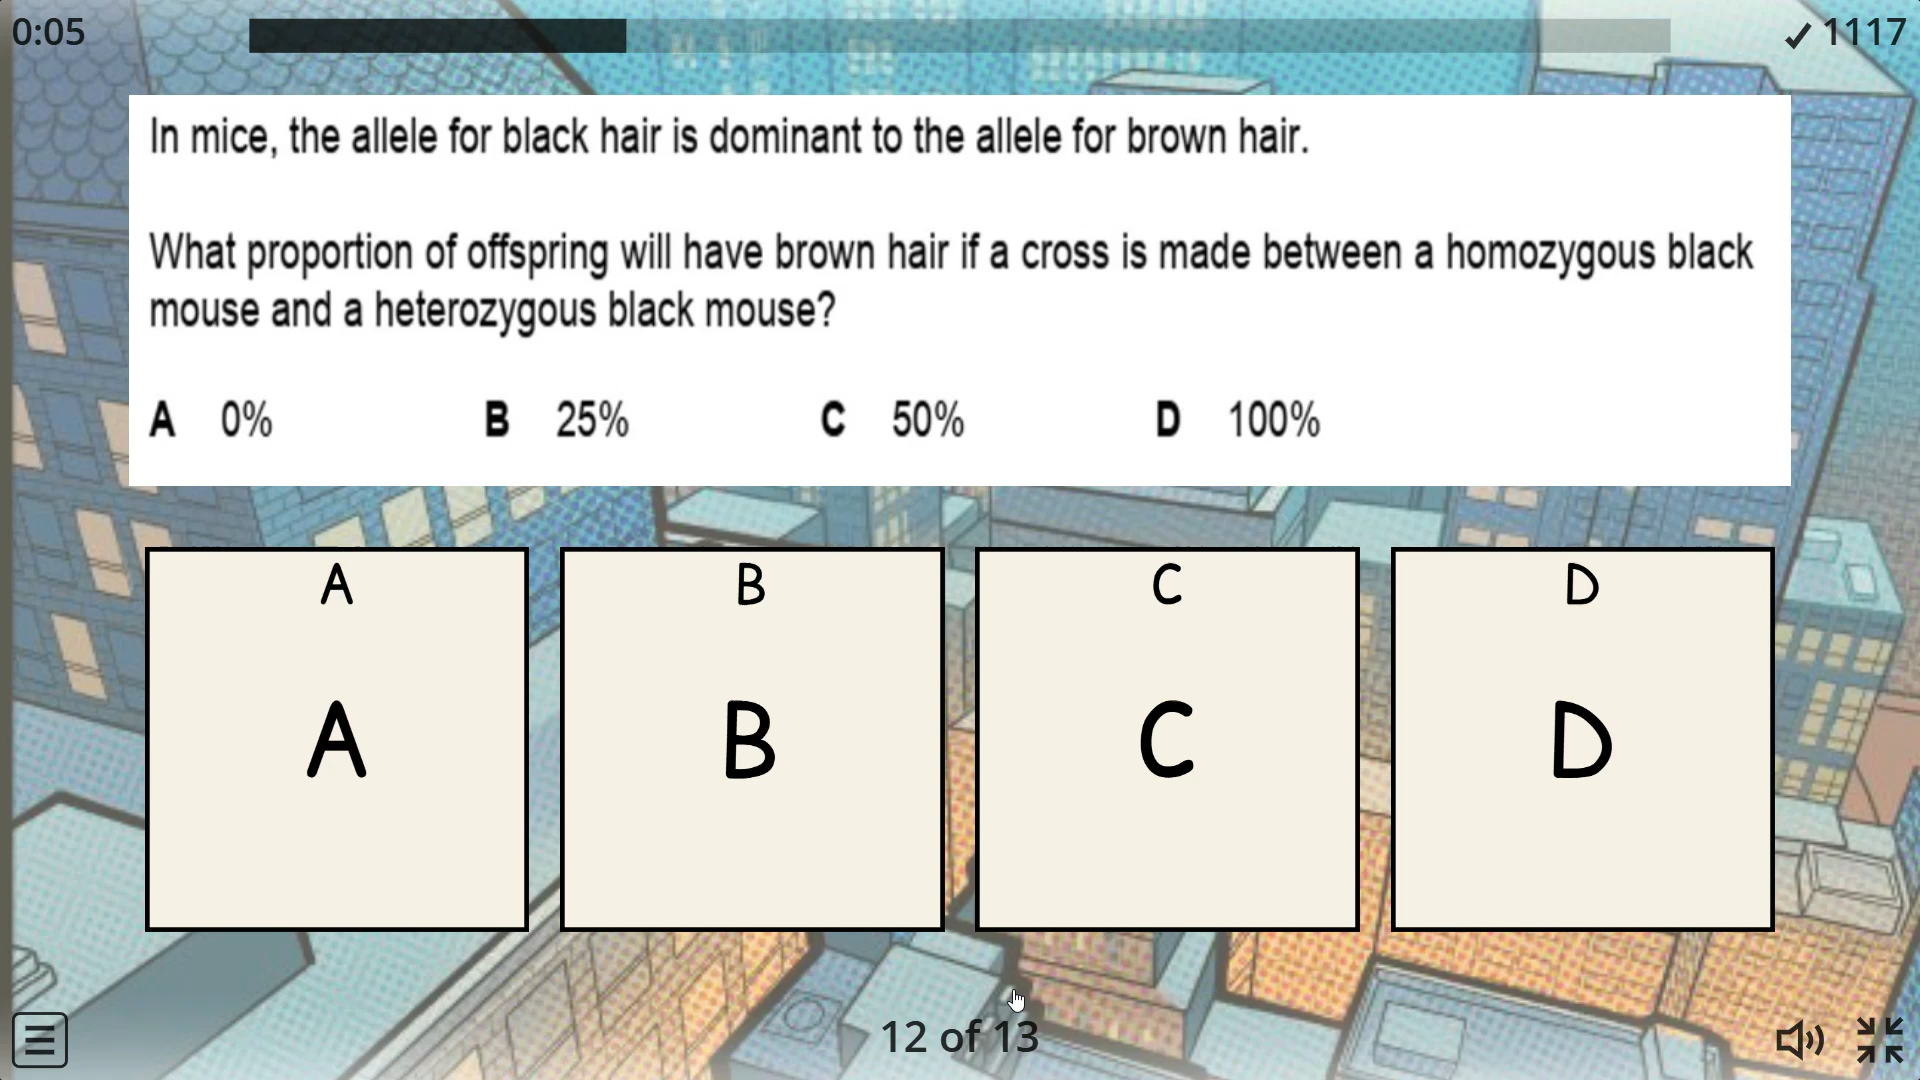 0:05
✓1117
In mice, the allele for black hair is dominant to the allele for brown hair.
What proportion of offspring will have brown hair if a cross is made between a homozygous black
mouse and a heterozygous black mouse?
A 0% B 25% C 50% D 100%
A B C D
A B C D
12 of 13